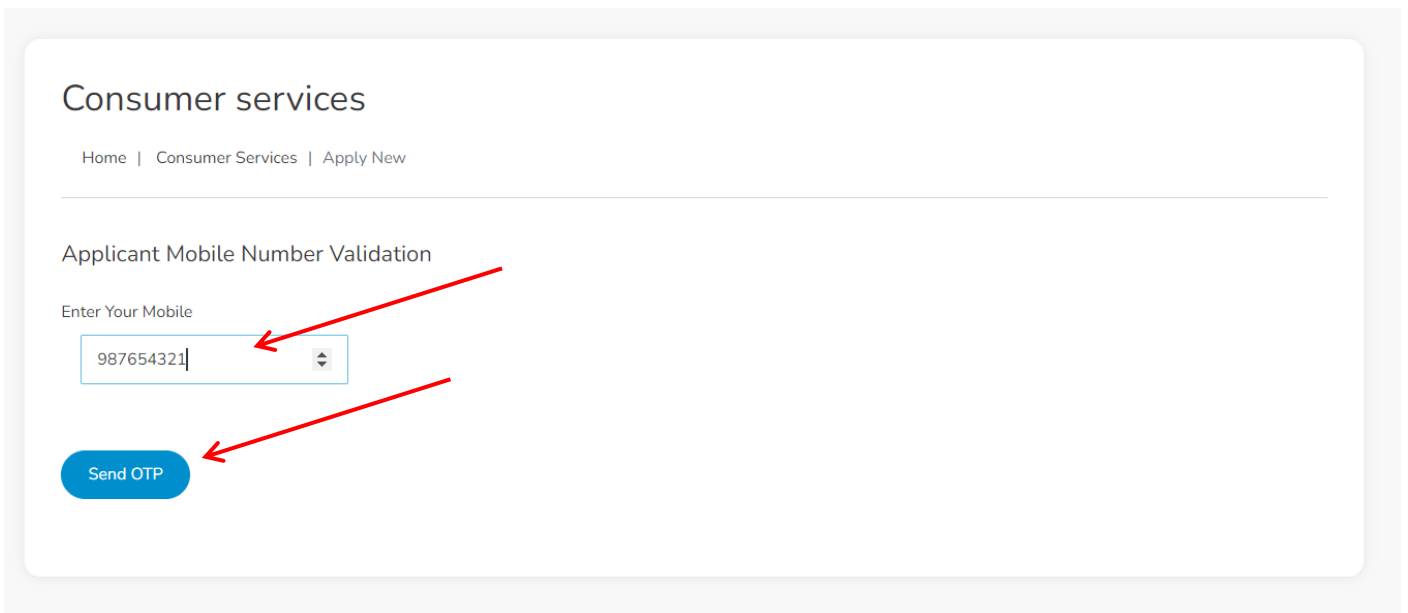 Consumer services
Home | Consumer Services | Apply New
Applicant Mobile Number Validation
Enter Your Mobile
987654321
Send OTP